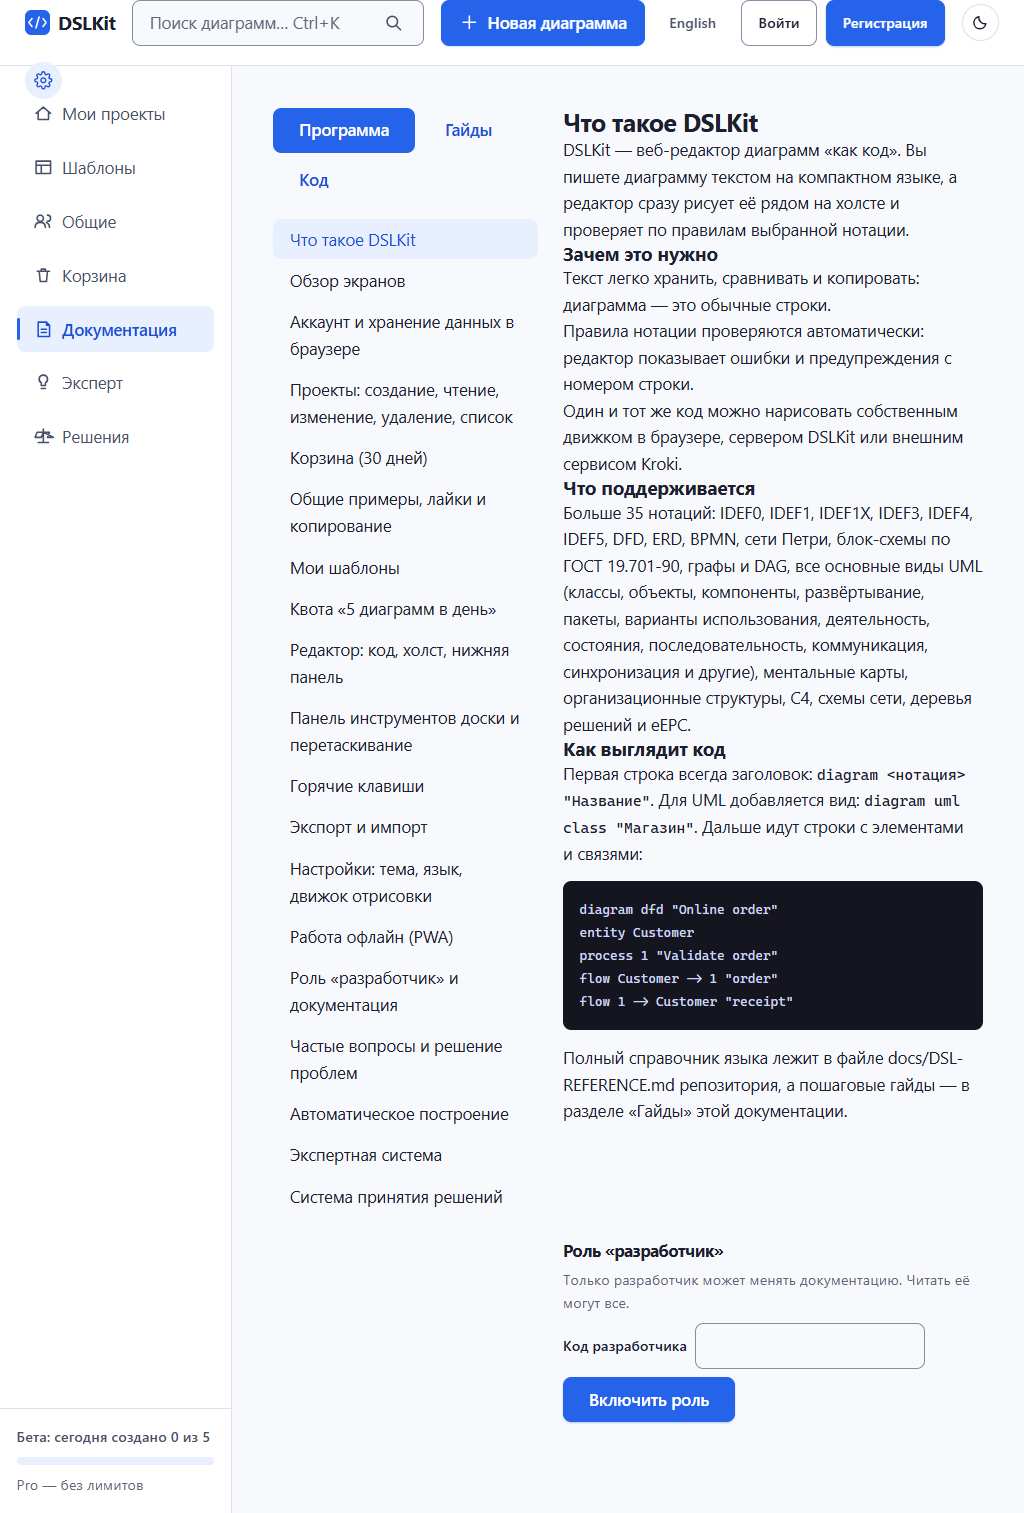 DSLKit
Поиск диаграмм... Ctrl+K
Новая диаграмма
English
Войти
Регистрация
Мои проекты
Шаблоны
Общие
Корзина
Документация
Эксперт
Решения
Бета: сегодня создано 0 из 5
Pro — без лимитов
Программа
Гайды
Код
Что такое DSLKit
Обзор экранов
Аккаунт и хранение данных в
браузере
Проекты: создание, чтение,
изменение, удаление, список
Корзина (30 дней)
Общие примеры, лайки и
копирование
Мои шаблоны
Квота «5 диаграмм в день»
Редактор: код, холст, нижняя
панель
Панель инструментов доски и
перетаскивание
Горячие клавиши
Экспорт и импорт
Настройки: тема, язык,
движок отрисовки
Работа офлайн (PWA)
Роль «разработчик» и
документация
Частые вопросы и решение
проблем
Автоматическое построение
Экспертная система
Система принятия решений
Что такое DSLKit
DSLKit — веб-редактор диаграмм «как код». Вы
пишете диаграмму текстом на компактном языке, а
редактор сразу рисует её рядом на холсте и
проверяет по правилам выбранной нотации.
Зачем это нужно
Текст легко хранить, сравнивать и копировать:
диаграмма — это обычные строки.
Правила нотации проверяются автоматически:
редактор показывает ошибки и предупреждения с
номером строки.
Один и тот же код можно нарисовать собственным
движком в браузере, сервером DSLKit или внешним
сервисом Kroki.
Что поддерживается
Больше 35 нотаций: IDEF0, IDEF1, IDEF1X, IDEF3, IDEF4,
IDEF5, DFD, ERD, BPMN, сети Петри, блок-схемы по
ГОСТ 19.701-90, графы и DAG, все основные виды UML
(классы, объекты, компоненты, развёртывание,
пакеты, варианты использования, деятельность,
состояния, последовательность, коммуникация,
синхронизация и другие), ментальные карты,
организационные структуры, C4, схемы сети, деревья
решений и eEPC.
Как выглядит код
Первая строка всегда заголовок: diagram <нотация>
"Название". Для UML добавляется вид: diagram uml
class "Магазин". Дальше идут строки с элементами
и связями:
diagram dfd "Online order"
entity Customer
process 1 "Validate order"
flow Customer -> 1 "order"
flow 1 -> Customer "receipt"
Полный справочник языка лежит в файле docs/DSL-
REFERENCE.md репозитория, а пошаговые гайды — в
разделе «Гайды» этой документации.
Роль «разработчик»
Только разработчик может менять документацию. Читать её
могут все.
Код разработчика
Включить роль